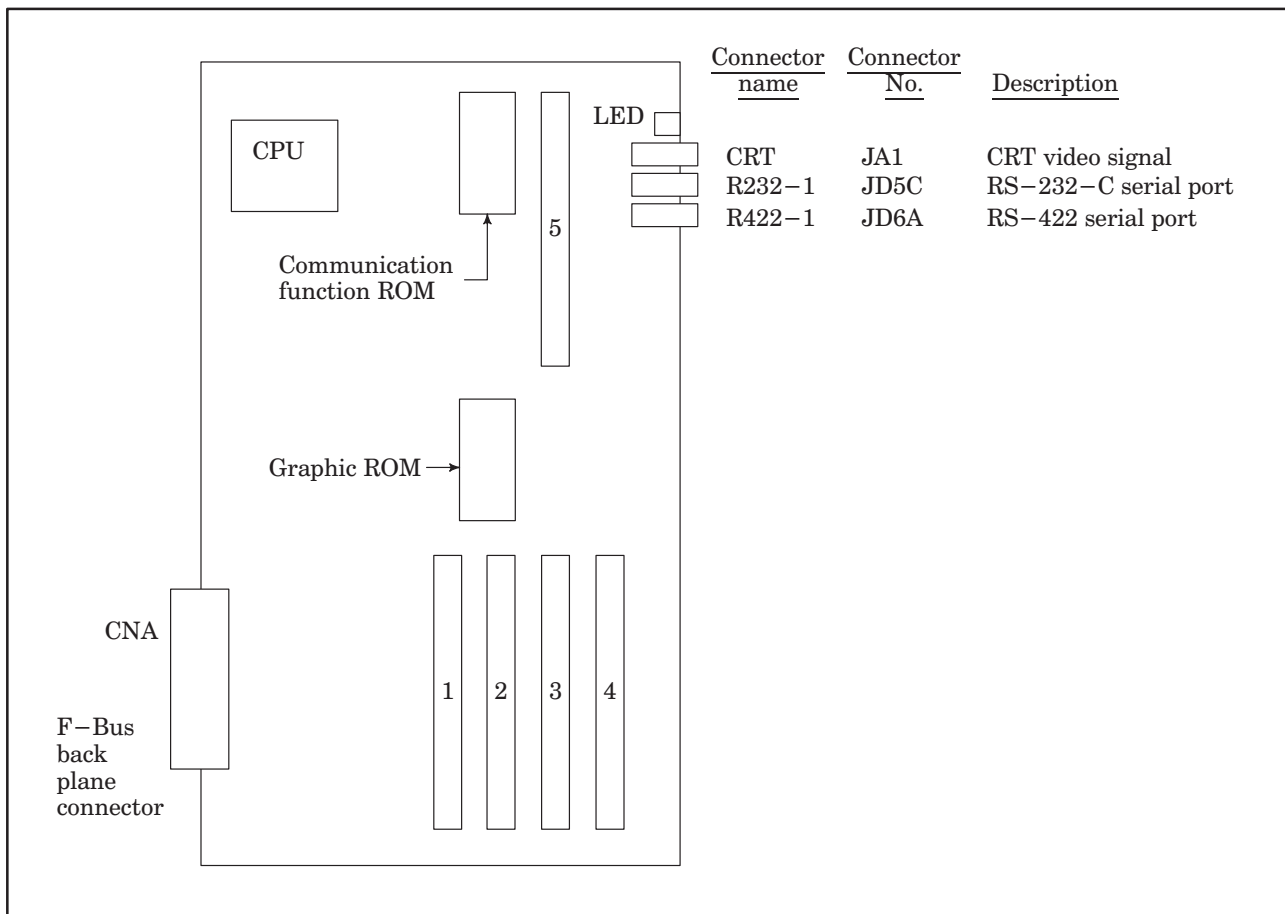 Connector name
Connector No.
Description
LED
CPU
CRT JA1 CRT video signal
R232−1 JD5C RS−232−C serial port
R422−1 JD6A RS−422 serial port
5
Communication
function ROM
Graphic ROM
CNA
1 2 3 4
F−Bus
back
plane
connector